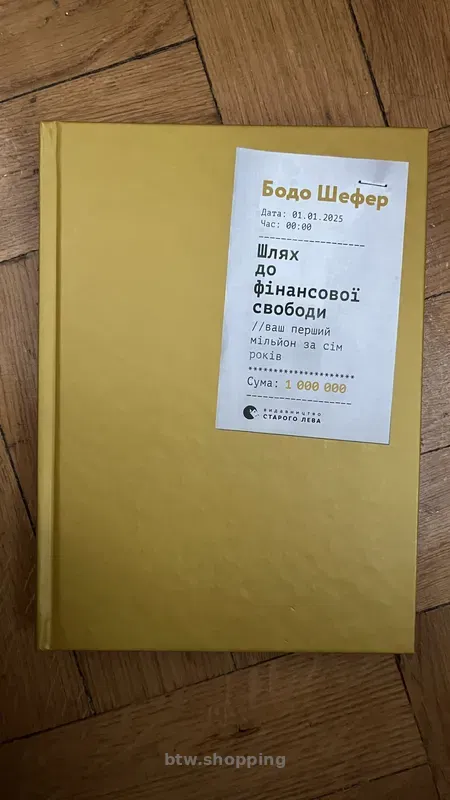 Бодо Шефер
Дата: 01.01.2025
Час: 00:00
---------------------
Шлях
до
фінансової
свободи
//ваш перший
мільйон за сім
років
*********************
Сума: 1 000 000
---------------------
ВИДАВНИЦТВО
СТАРОГО ЛЕВА
btw.shopping